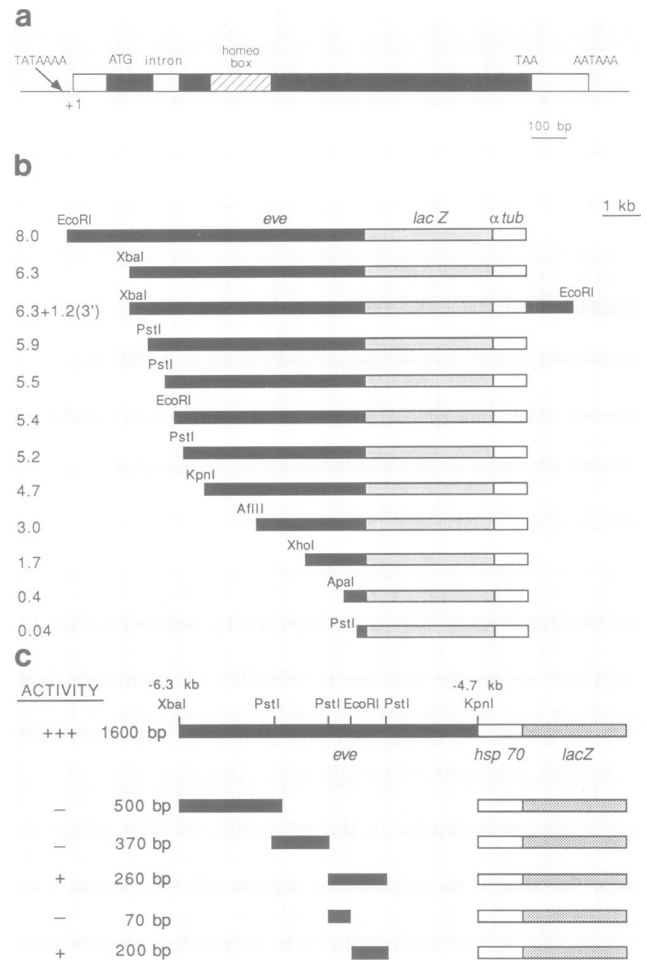 a
TATAAAA ATG intron homeo box TAA AATAAA
+1
100 bp
b
1 kb
EcoRI eve lac Z α tub
8.0
XbaI
6.3
XbaI EcoRI
6.3+1.2(3')
PstI
5.9
PstI
5.5
EcoRI
5.4
PstI
5.2
KpnI
4.7
AflII
3.0
XhoI
1.7
ApaI
0.4
PstI
0.04
c
ACTIVITY
-6.3 kb -4.7 kb
XbaI PstI PstI EcoRI PstI KpnI
+++ 1600 bp
eve hsp 70 lacZ
– 500 bp
– 370 bp
+ 260 bp
– 70 bp
+ 200 bp